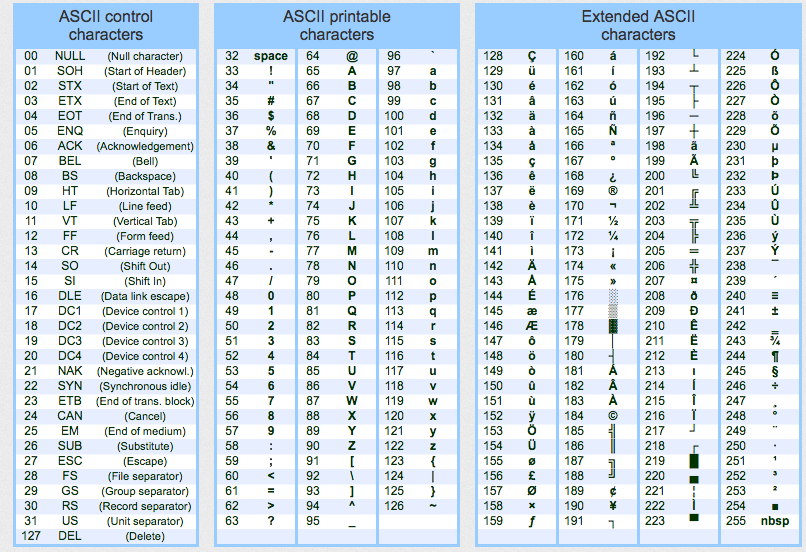 ASCII control
characters
00 NULL (Null character)
01 SOH (Start of Header)
02 STX (Start of Text)
03 ETX (End of Text)
04 EOT (End of Trans.)
05 ENQ (Enquiry)
06 ACK (Acknowledgement)
07 BEL (Bell)
08 BS (Backspace)
09 HT (Horizontal Tab)
10 LF (Line feed)
11 VT (Vertical Tab)
12 FF (Form feed)
13 CR (Carriage return)
14 SO (Shift Out)
15 SI (Shift In)
16 DLE (Data link escape)
17 DC1 (Device control 1)
18 DC2 (Device control 2)
19 DC3 (Device control 3)
20 DC4 (Device control 4)
21 NAK (Negative acknowl.)
22 SYN (Synchronous idle)
23 ETB (End of trans. block)
24 CAN (Cancel)
25 EM (End of medium)
26 SUB (Substitute)
27 ESC (Escape)
28 FS (File separator)
29 GS (Group separator)
30 RS (Record separator)
31 US (Unit separator)
127 DEL (Delete)
ASCII printable
characters
32 space 64 @ 96 `
33 ! 65 A 97 a
34 " 66 B 98 b
35 # 67 C 99 c
36 $ 68 D 100 d
37 % 69 E 101 e
38 & 70 F 102 f
39 ' 71 G 103 g
40 ( 72 H 104 h
41 ) 73 I 105 i
42 * 74 J 106 j
43 + 75 K 107 k
44 , 76 L 108 l
45 - 77 M 109 m
46 . 78 N 110 n
47 / 79 O 111 o
48 0 80 P 112 p
49 1 81 Q 113 q
50 2 82 R 114 r
51 3 83 S 115 s
52 4 84 T 116 t
53 5 85 U 117 u
54 6 86 V 118 v
55 7 87 W 119 w
56 8 88 X 120 x
57 9 89 Y 121 y
58 : 90 Z 122 z
59 ; 91 [ 123 {
60 < 92 \ 124 |
61 = 93 ] 125 }
62 > 94 ^ 126 ~
63 ? 95 _
Extended ASCII
characters
128 Ç 160 á 192 └ 224 Ó
129 ü 161 í 193 ┴ 225 ß
130 é 162 ó 194 ┬ 226 Ô
131 â 163 ú 195 ├ 227 Ò
132 ä 164 ñ 196 ─ 228 õ
133 à 165 Ñ 197 ┼ 229 Õ
134 å 166 ª 198 ã 230 µ
135 ç 167 º 199 Ã 231 þ
136 ê 168 ¿ 200 ╚ 232 Þ
137 ë 169 ® 201 ╔ 233 Ú
138 è 170 ¬ 202 ╩ 234 Û
139 ï 171 ½ 203 ╦ 235 Ù
140 î 172 ¼ 204 ╠ 236 ý
141 ì 173 ¡ 205 ═ 237 Ý
142 Ä 174 « 206 ╬ 238 ¯
143 Å 175 » 207 ¤ 239 ´
144 É 176 ░ 208 ð 240 ≡
145 æ 177 ▒ 209 Ð 241 ±
146 Æ 178 ▓ 210 Ê 242 ‗
147 ô 179 │ 211 Ë 243 ¾
148 ö 180 ┤ 212 È 244 ¶
149 ò 181 Á 213 ı 245 §
150 û 182 Â 214 Í 246 ÷
151 ù 183 À 215 Î 247 ¸
152 ÿ 184 © 216 Ï 248 °
153 Ö 185 ╣ 217 ┘ 249 ¨
154 Ü 186 ║ 218 ┌ 250 ·
155 ø 187 ╗ 219 █ 251 ¹
156 £ 188 ╝ 220 ▄ 252 ³
157 Ø 189 ¢ 221 ¦ 253 ²
158 × 190 ¥ 222 Ì 254 ■
159 ƒ 191 ┐ 223 ▀ 255 nbsp